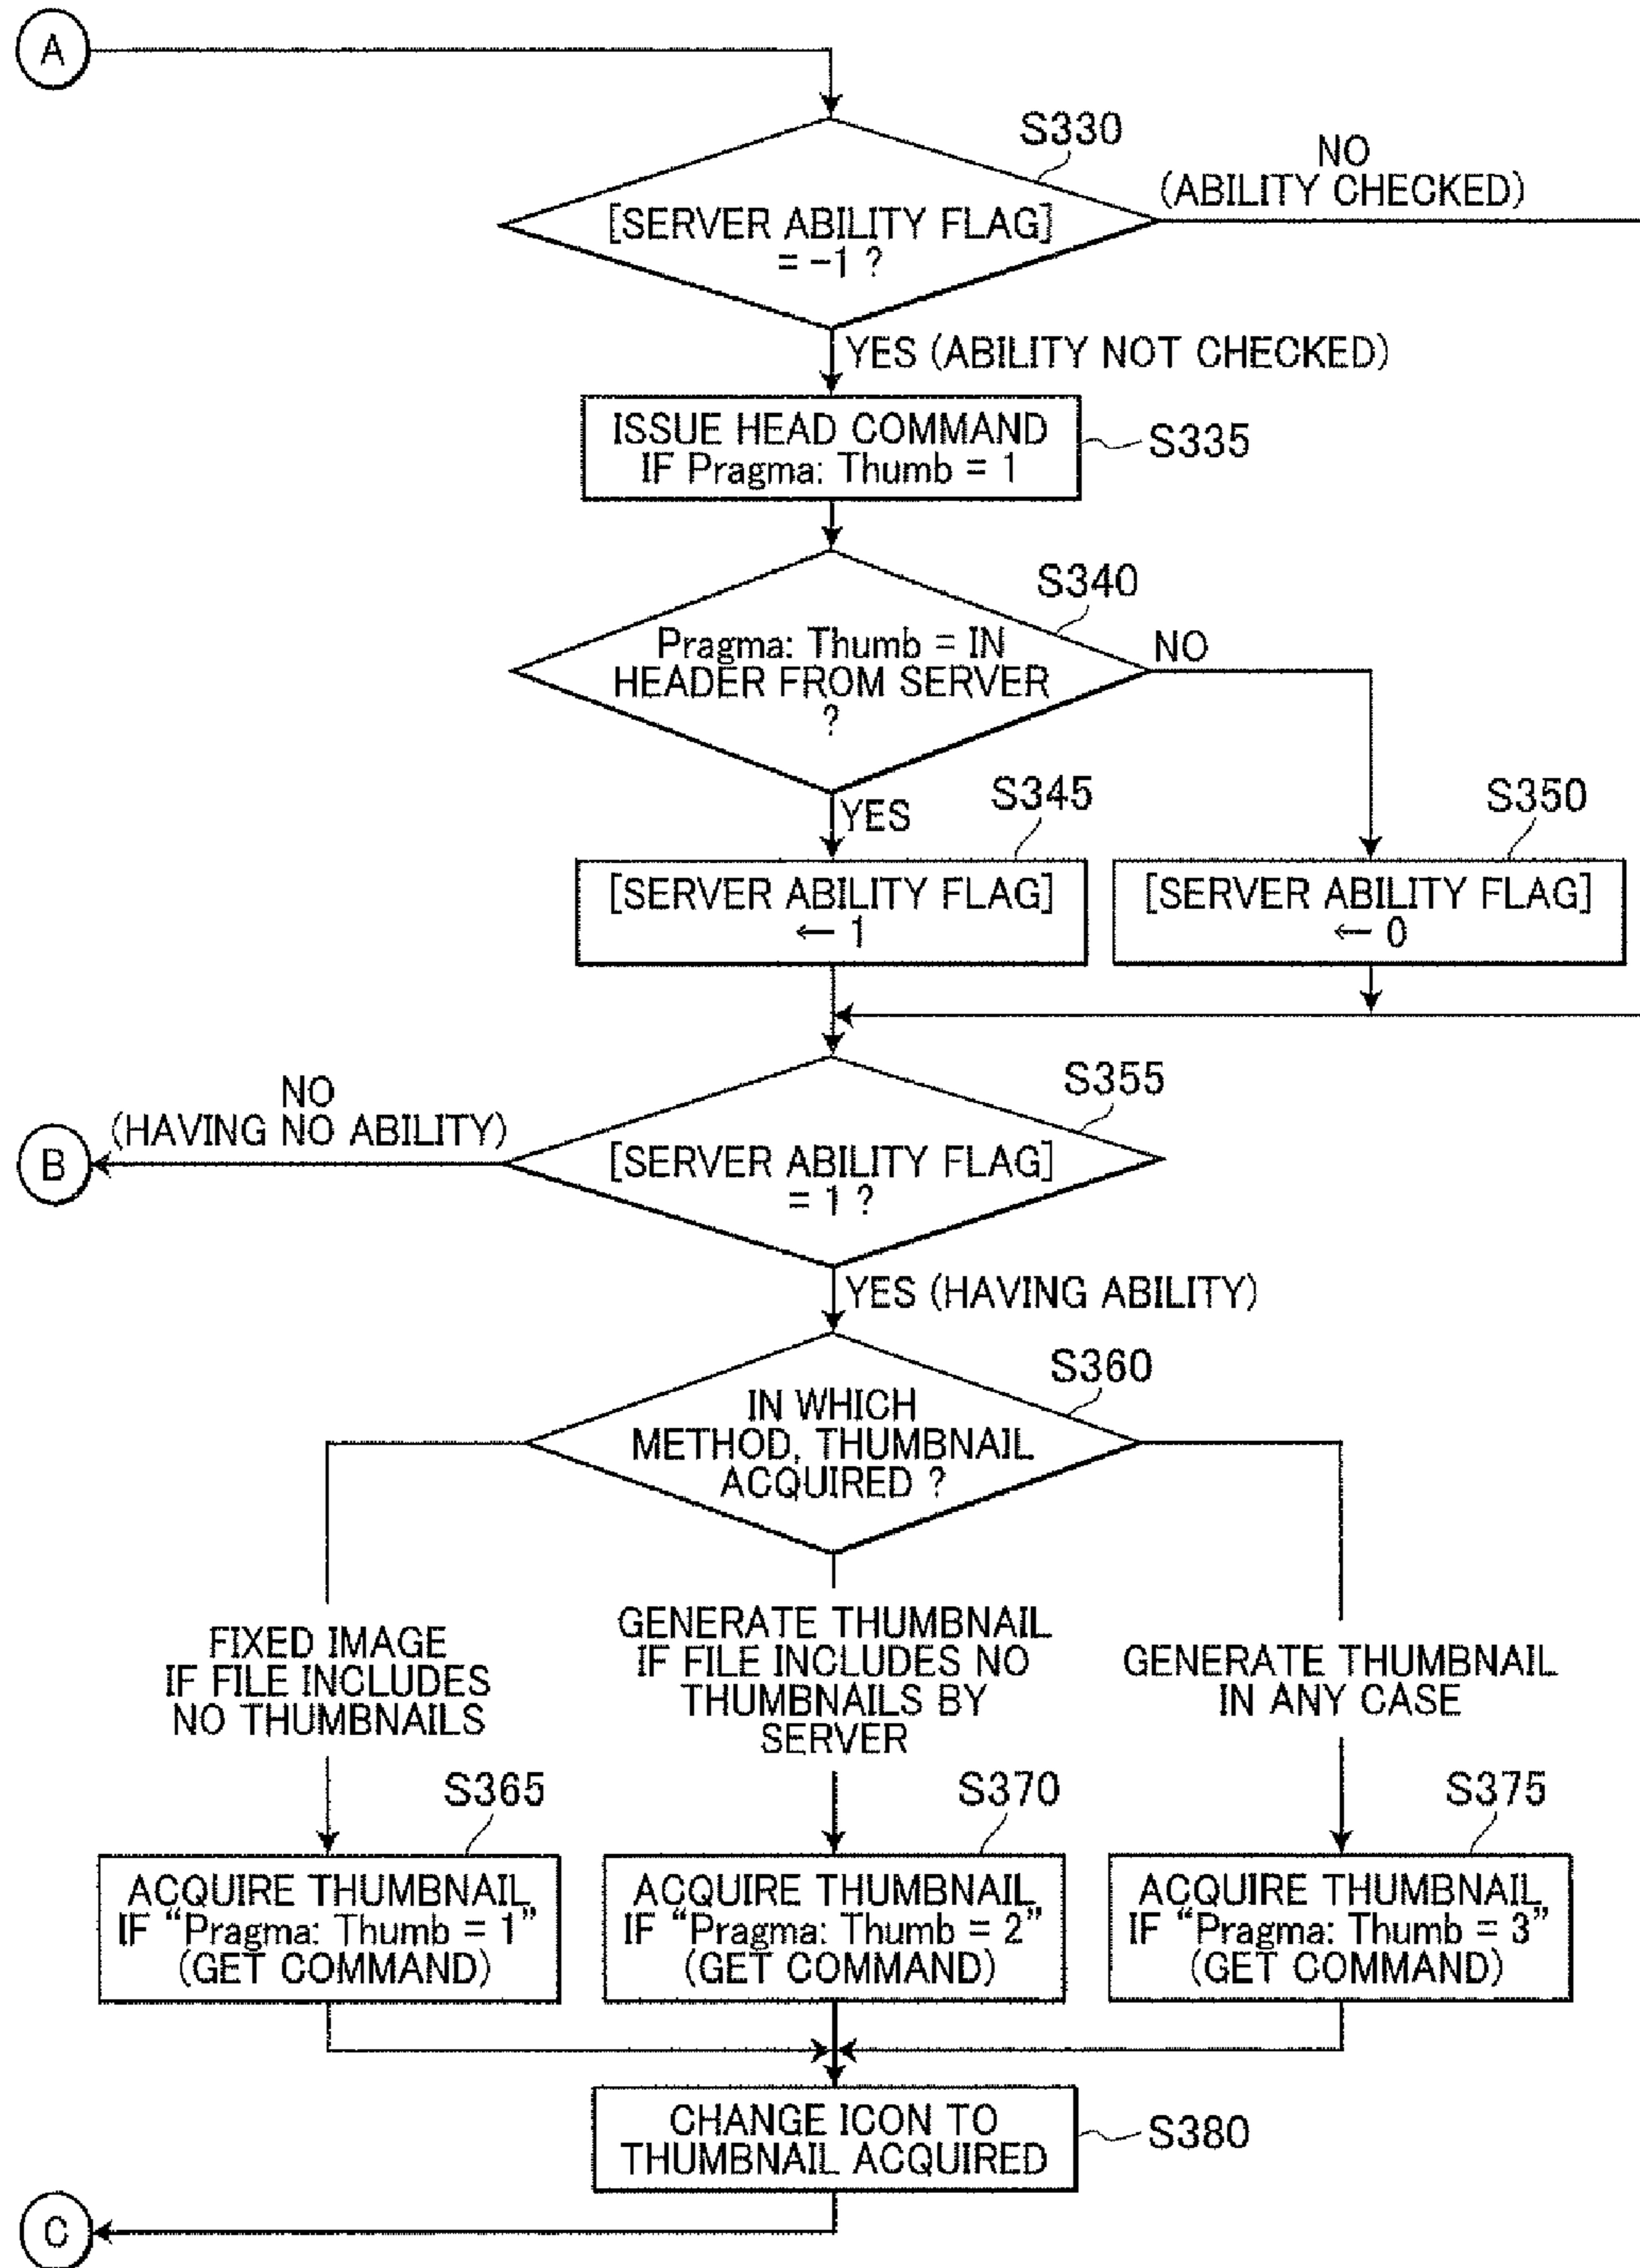 A
S330
NO
(ABILITY CHECKED)
[SERVER ABILITY FLAG]
= -1 ?
YES (ABILITY NOT CHECKED)
ISSUE HEAD COMMAND
IF Pragma: Thumb = 1
S335
S340
Pragma: Thumb = IN
HEADER FROM SERVER
?
NO
YES
S345
S350
[SERVER ABILITY FLAG]
← 1
[SERVER ABILITY FLAG]
← 0
S355
NO
(HAVING NO ABILITY)
B
[SERVER ABILITY FLAG]
= 1 ?
YES (HAVING ABILITY)
S360
IN WHICH
METHOD, THUMBNAIL
ACQUIRED ?
FIXED IMAGE
IF FILE INCLUDES
NO THUMBNAILS
GENERATE THUMBNAIL
IF FILE INCLUDES NO
THUMBNAILS BY
SERVER
GENERATE THUMBNAIL
IN ANY CASE
S365
S370
S375
ACQUIRE THUMBNAIL
IF “Pragma: Thumb = 1”
(GET COMMAND)
ACQUIRE THUMBNAIL
IF “Pragma: Thumb = 2”
(GET COMMAND)
ACQUIRE THUMBNAIL
IF “Pragma: Thumb = 3”
(GET COMMAND)
CHANGE ICON TO
THUMBNAIL ACQUIRED
S380
C